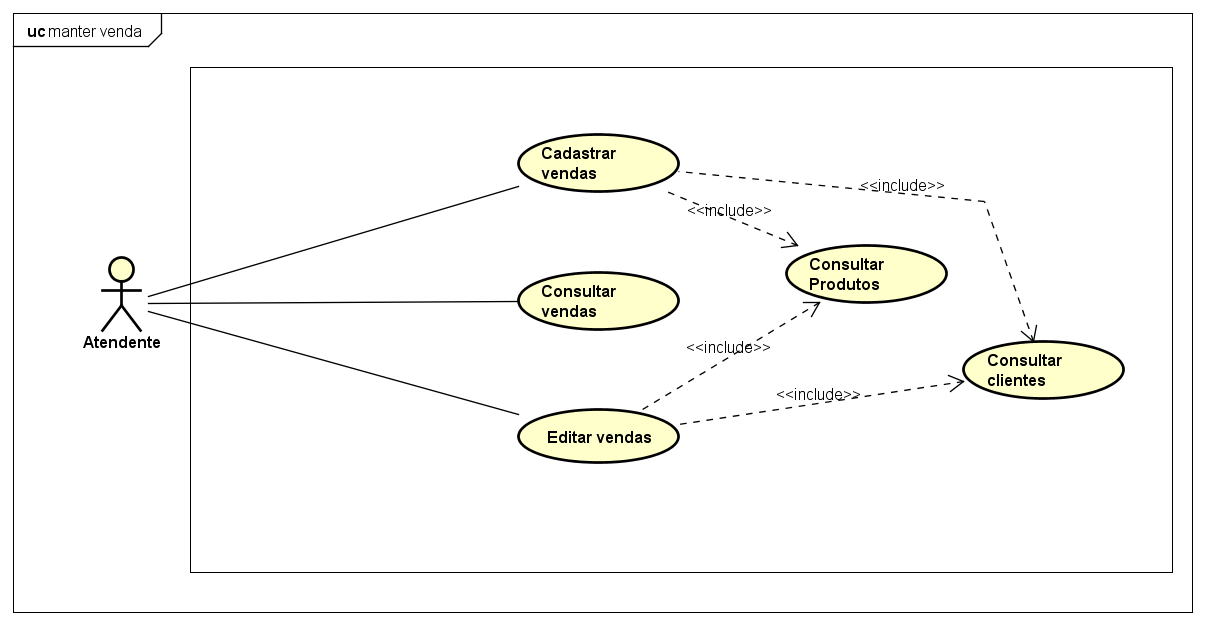 uc manter venda
Cadastrar
vendas
<<include>>
<<include>>
Consultar
Produtos
Consultar
vendas
Atendente
<<include>>
Consultar
clientes
<<include>>
Editar vendas